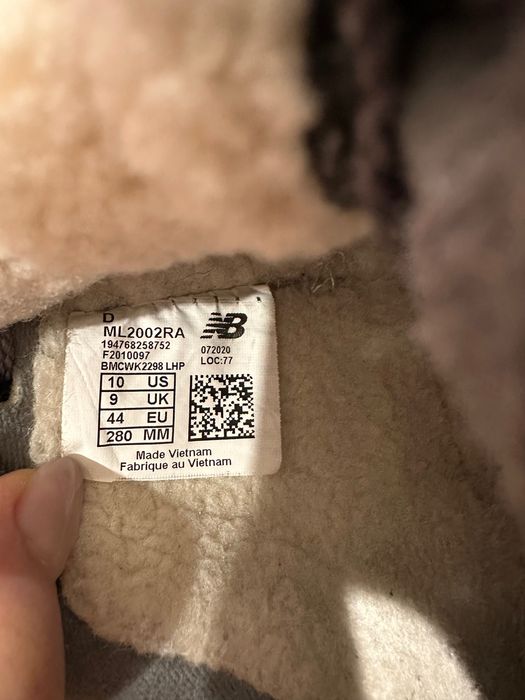 D
ML2002RA
NB
194768258752
F2010097
BMCWK2298 LHP
072020
LOC:77
10 US
9 UK
44 EU
280 MM
Made Vietnam
Fabrique au Vietnam